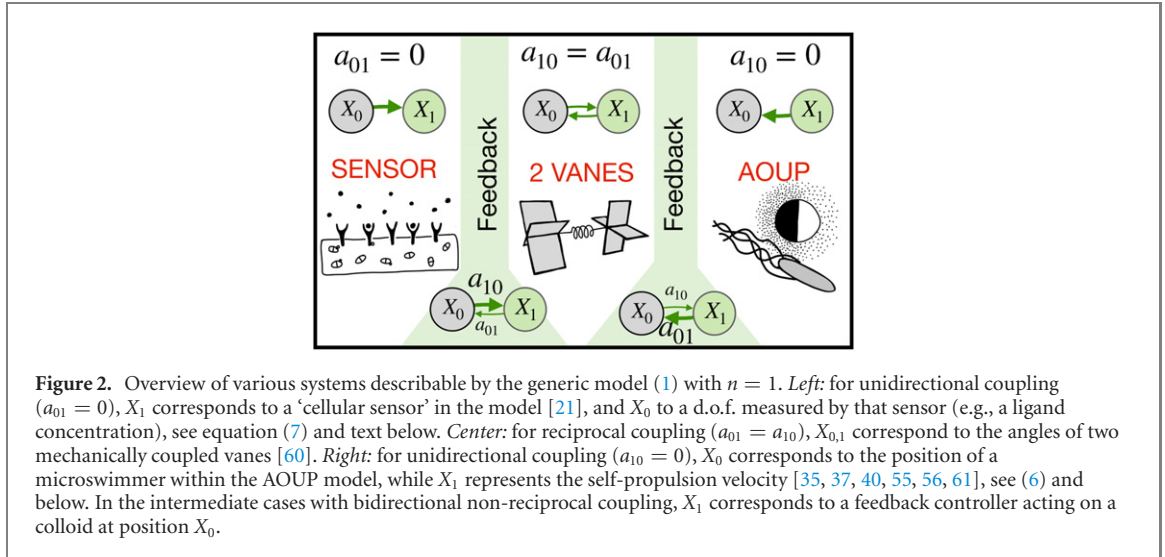 a₀₁ = 0
a₁₀ = a₀₁
a₁₀ = 0
X₀ X₁
X₀ X₁
X₀ X₁
Feedback
Feedback
SENSOR
2 VANES
AOUP
a₁₀
X₀ X₁
a₀₁
a₁₀
X₀ X₁
a₀₁
Figure 2. Overview of various systems describable by the generic model (1) with n = 1. Left: for unidirectional coupling
(a₀₁ = 0), X₁ corresponds to a ‘cellular sensor’ in the model [21], and X₀ to a d.o.f. measured by that sensor (e.g., a ligand
concentration), see equation (7) and text below. Center: for reciprocal coupling (a₀₁ = a₁₀), X₀,₁ correspond to the angles of two
mechanically coupled vanes [60]. Right: for unidirectional coupling (a₁₀ = 0), X₀ corresponds to the position of a
microswimmer within the AOUP model, while X₁ represents the self-propulsion velocity [35, 37, 40, 55, 56, 61], see (6) and
below. In the intermediate cases with bidirectional non-reciprocal coupling, X₁ corresponds to a feedback controller acting on a
colloid at position X₀.